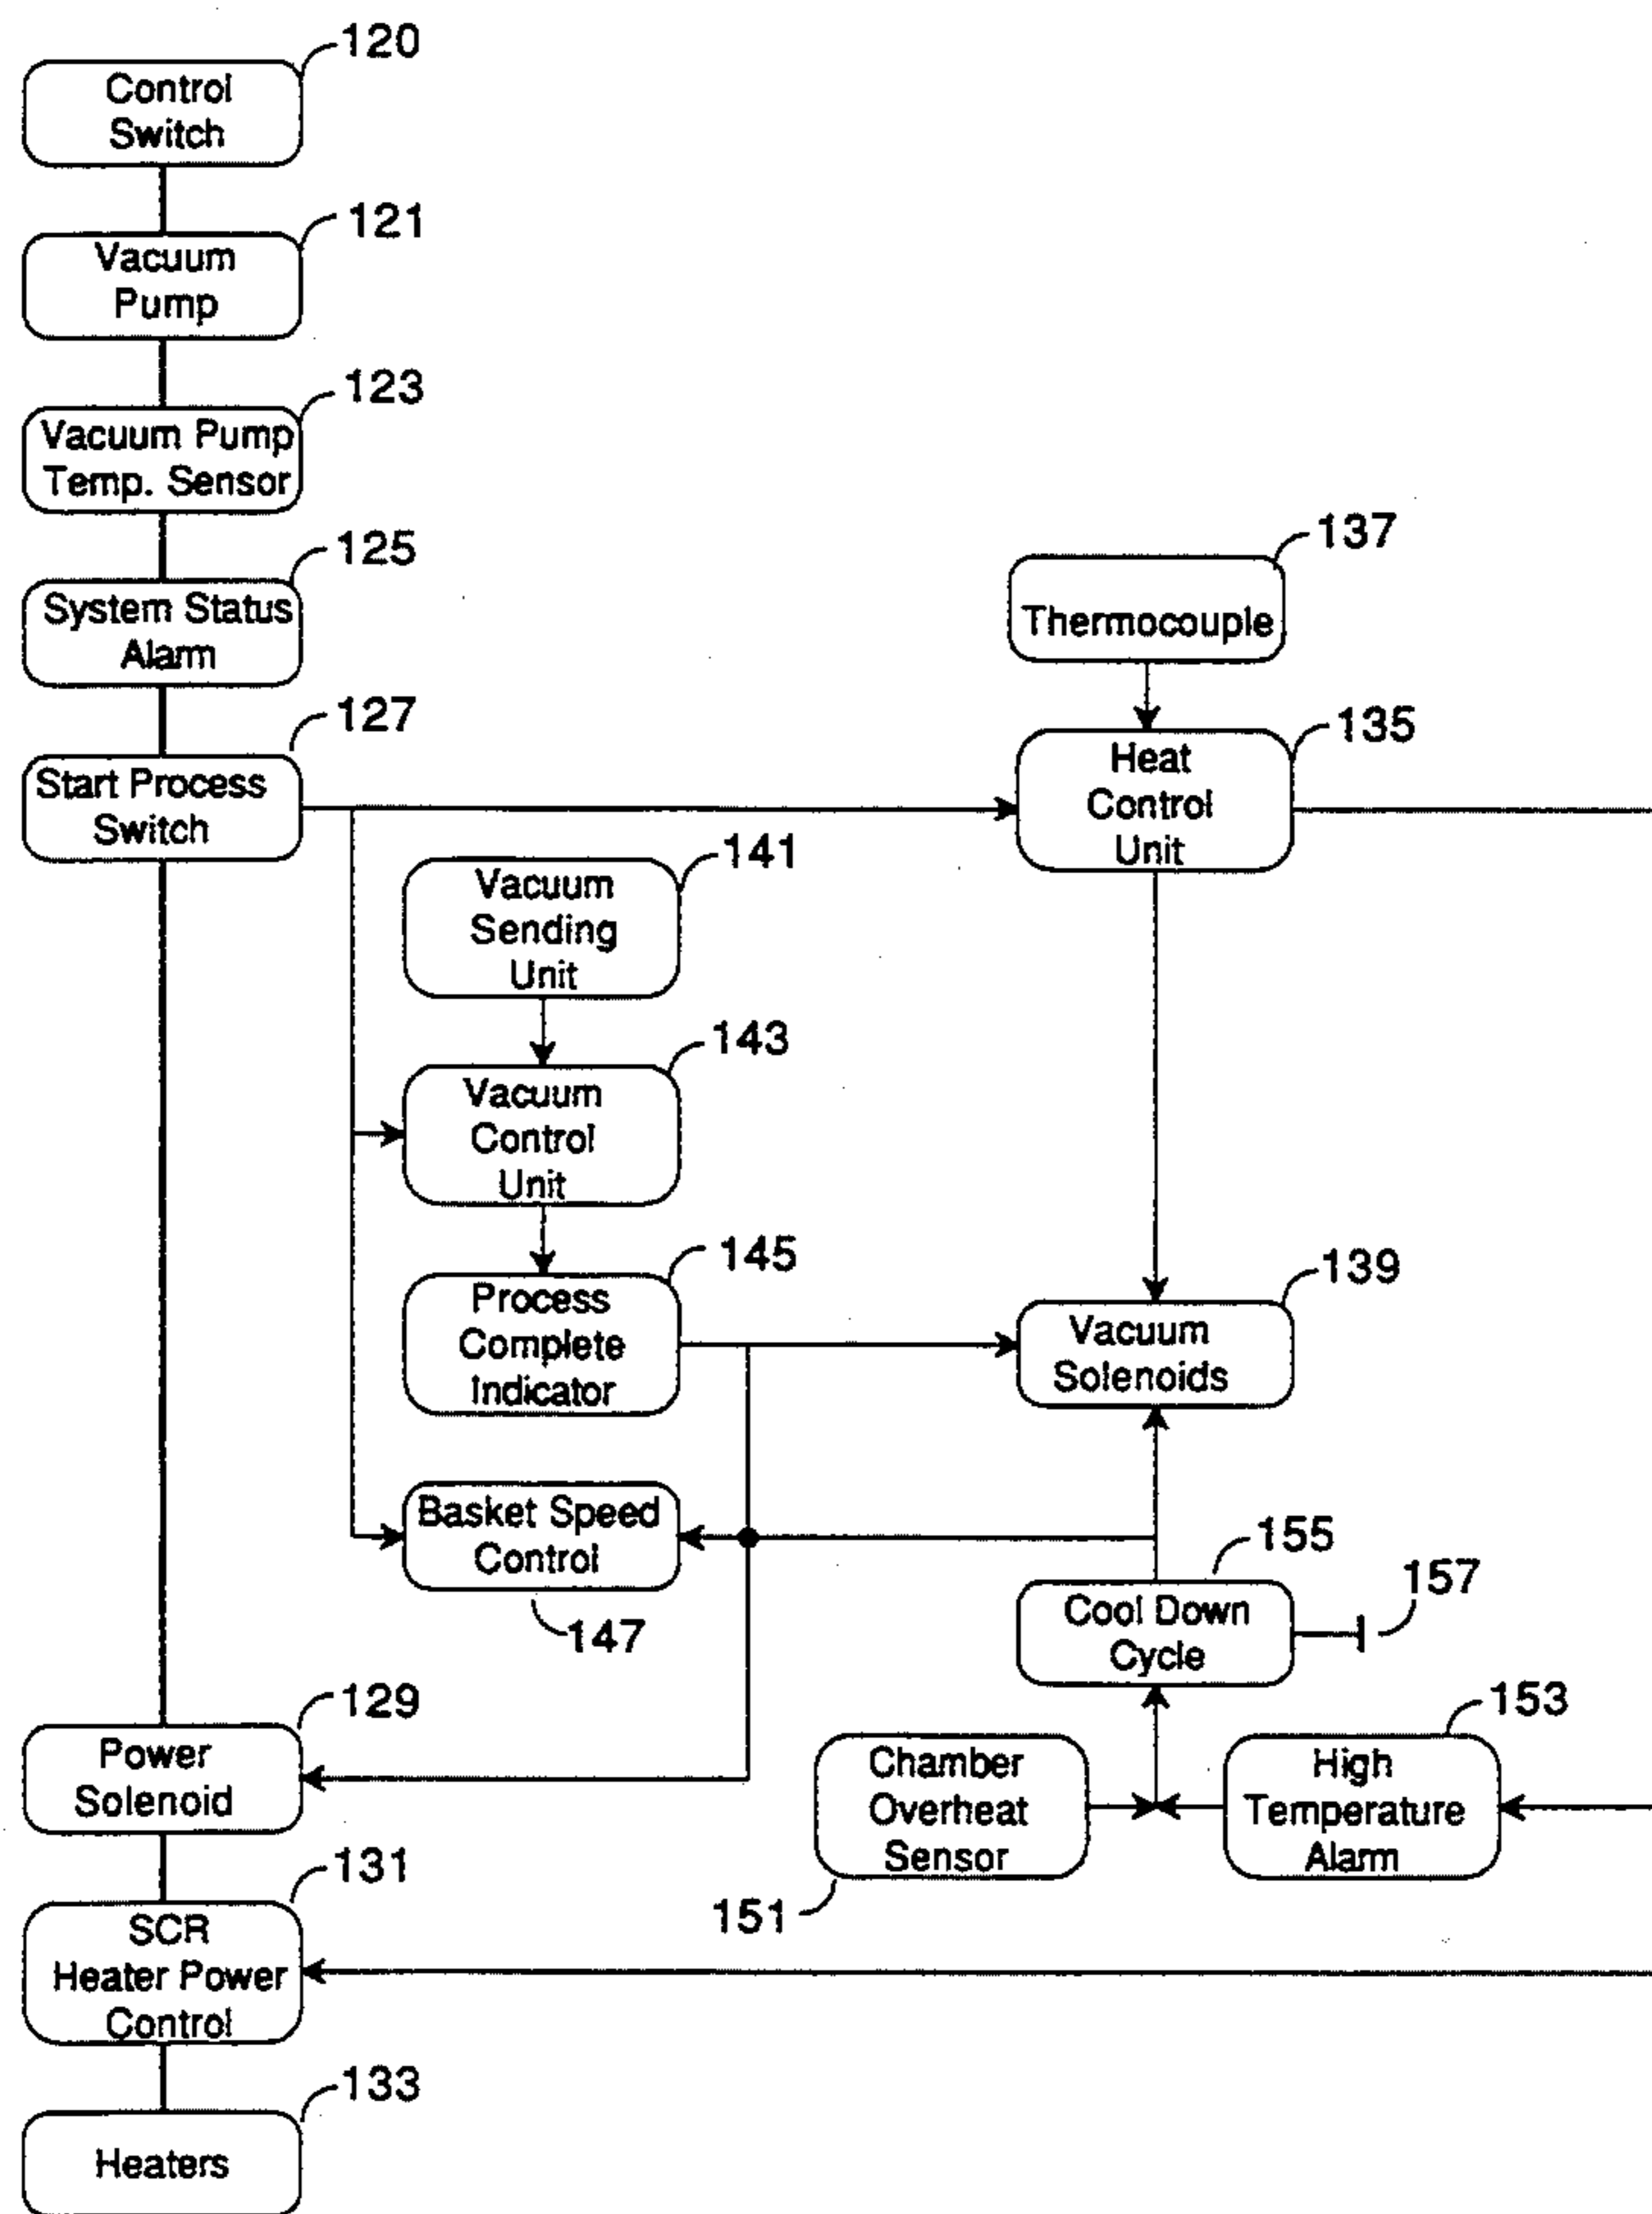 120
Control
Switch
121
Vacuum
Pump
123
Vacuum Pump
Temp. Sensor
125
System Status
Alarm
127
Start Process
Switch
137
Thermocouple
135
Heat
Control
Unit
141
Vacuum
Sending
Unit
143
Vacuum
Control
Unit
145
Process
Complete
Indicator
139
Vacuum
Solenoids
Basket Speed
Control
147
155
Cool Down
Cycle
157
129
Power
Solenoid
Chamber
Overheat
Sensor
151
153
High
Temperature
Alarm
131
SCR
Heater Power
Control
133
Heaters